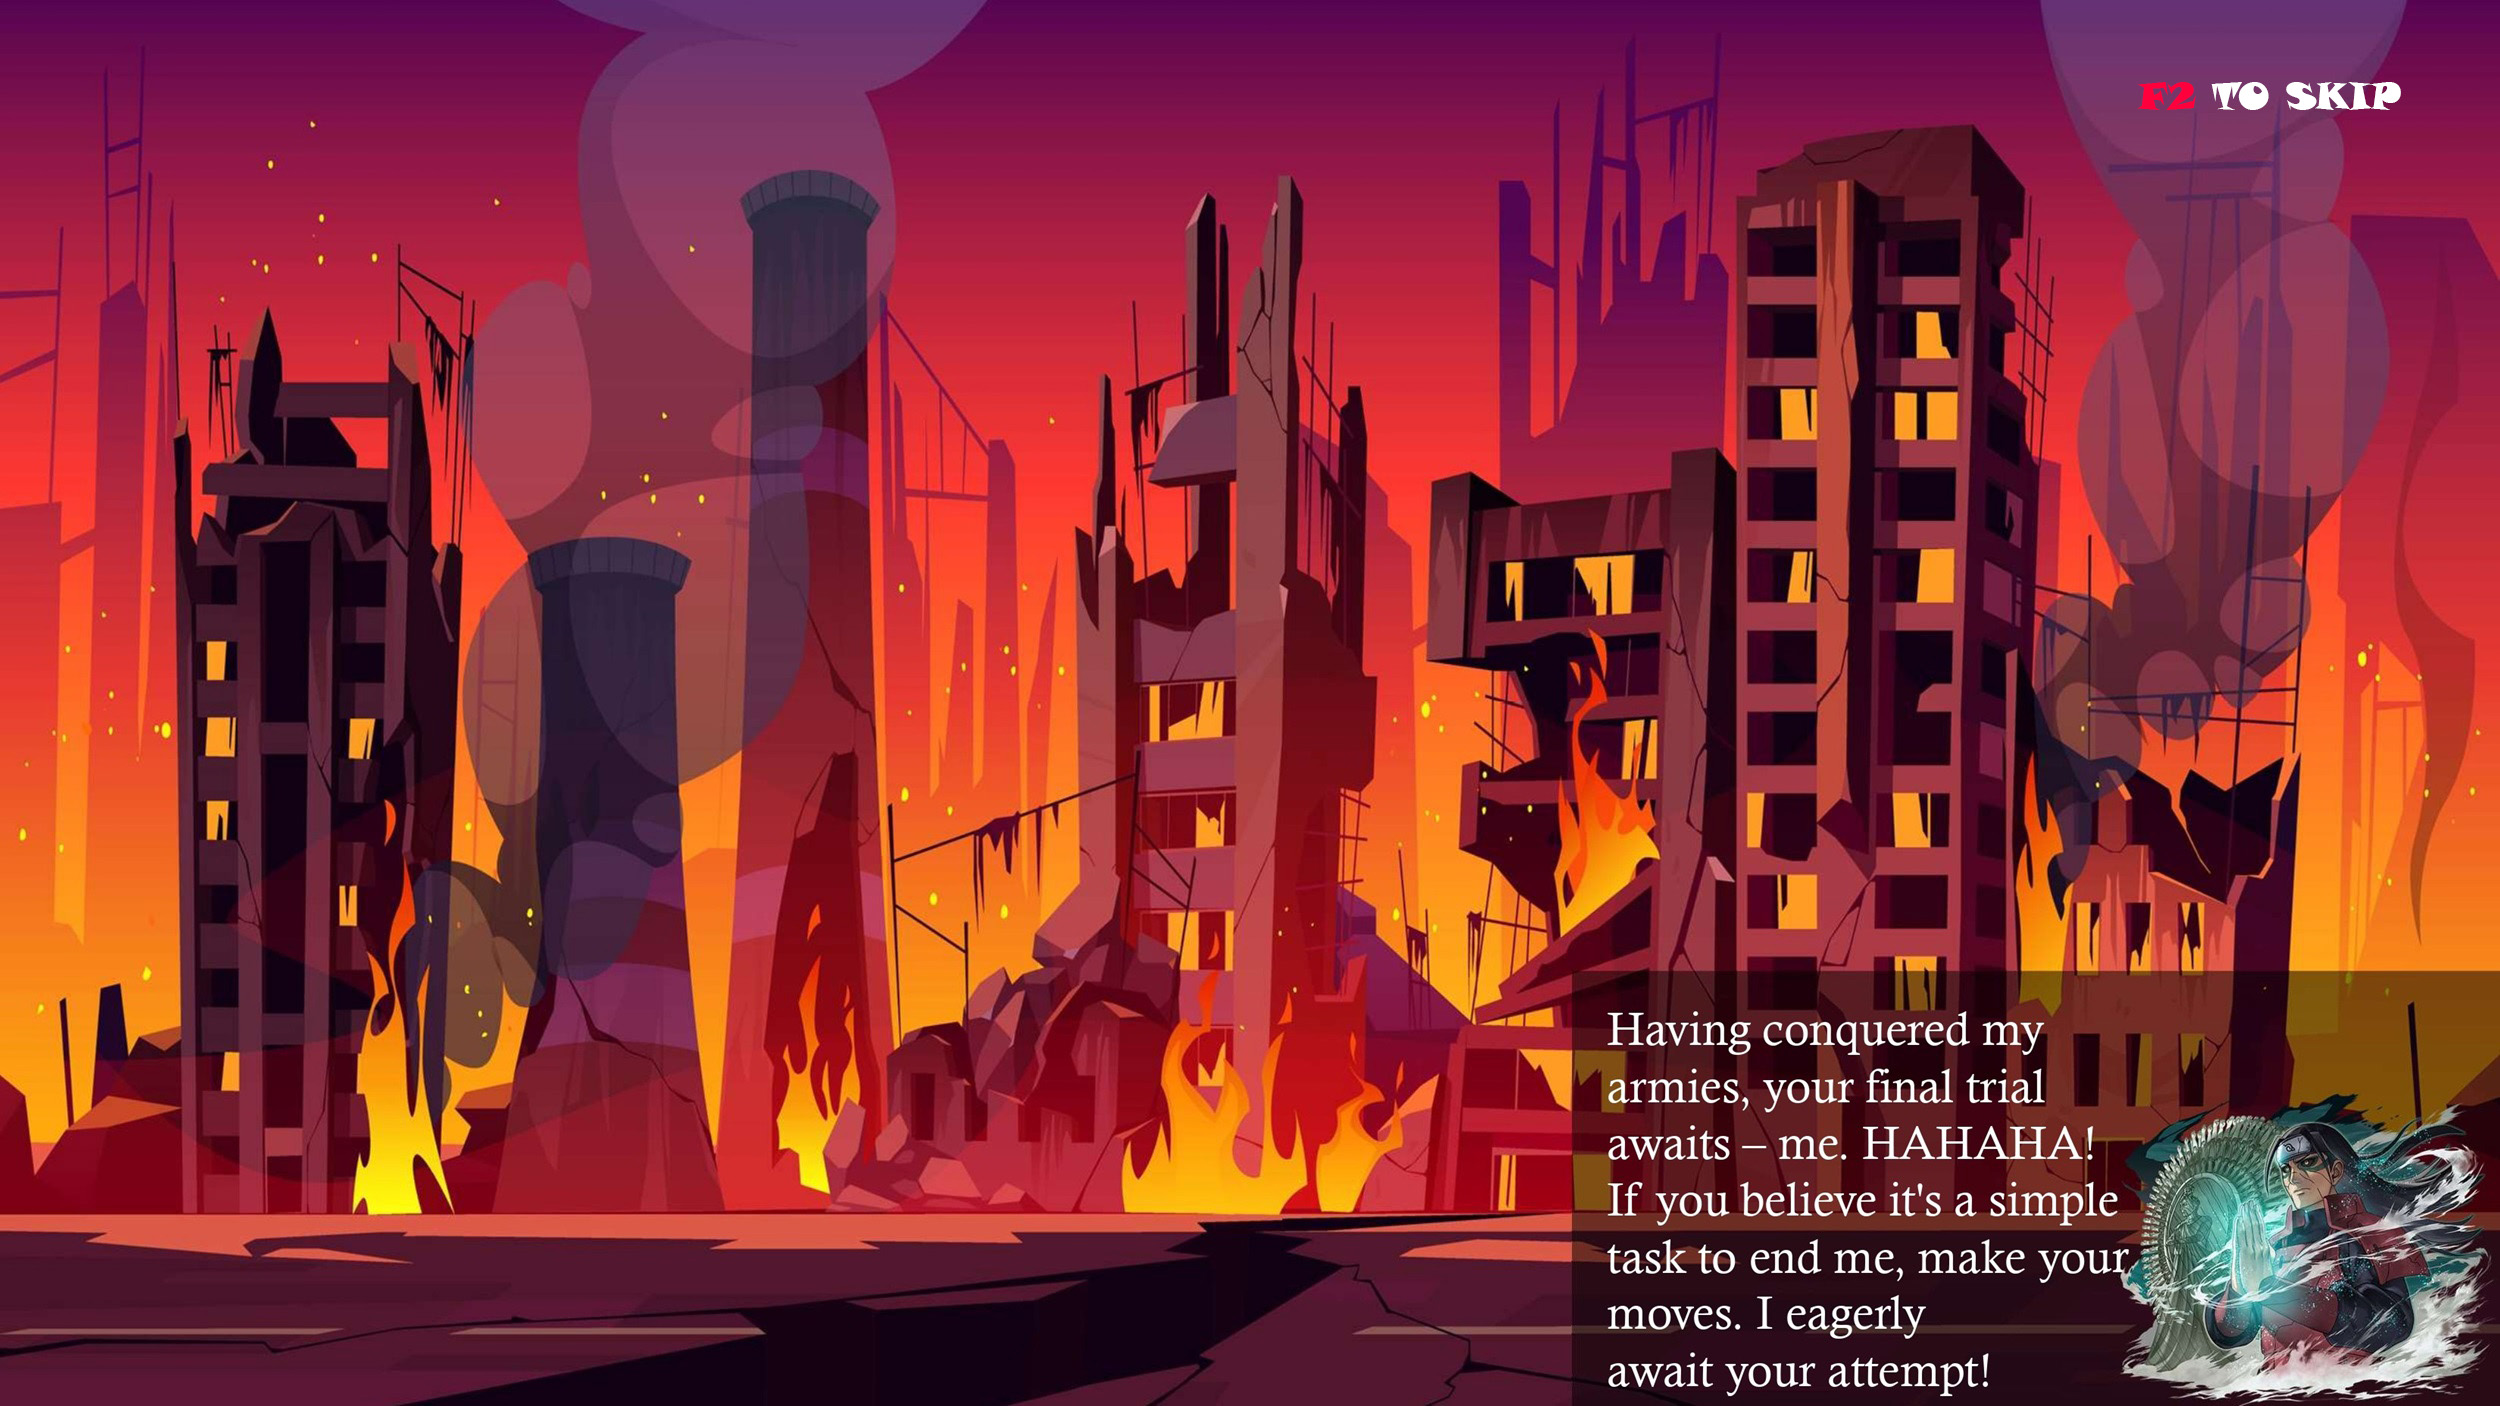 F2 TO SKIP
Having conquered my
armies, your final trial
awaits – me. HAHAHA!
If you believe it's a simple
task to end me, make your
moves. I eagerly
await your attempt!